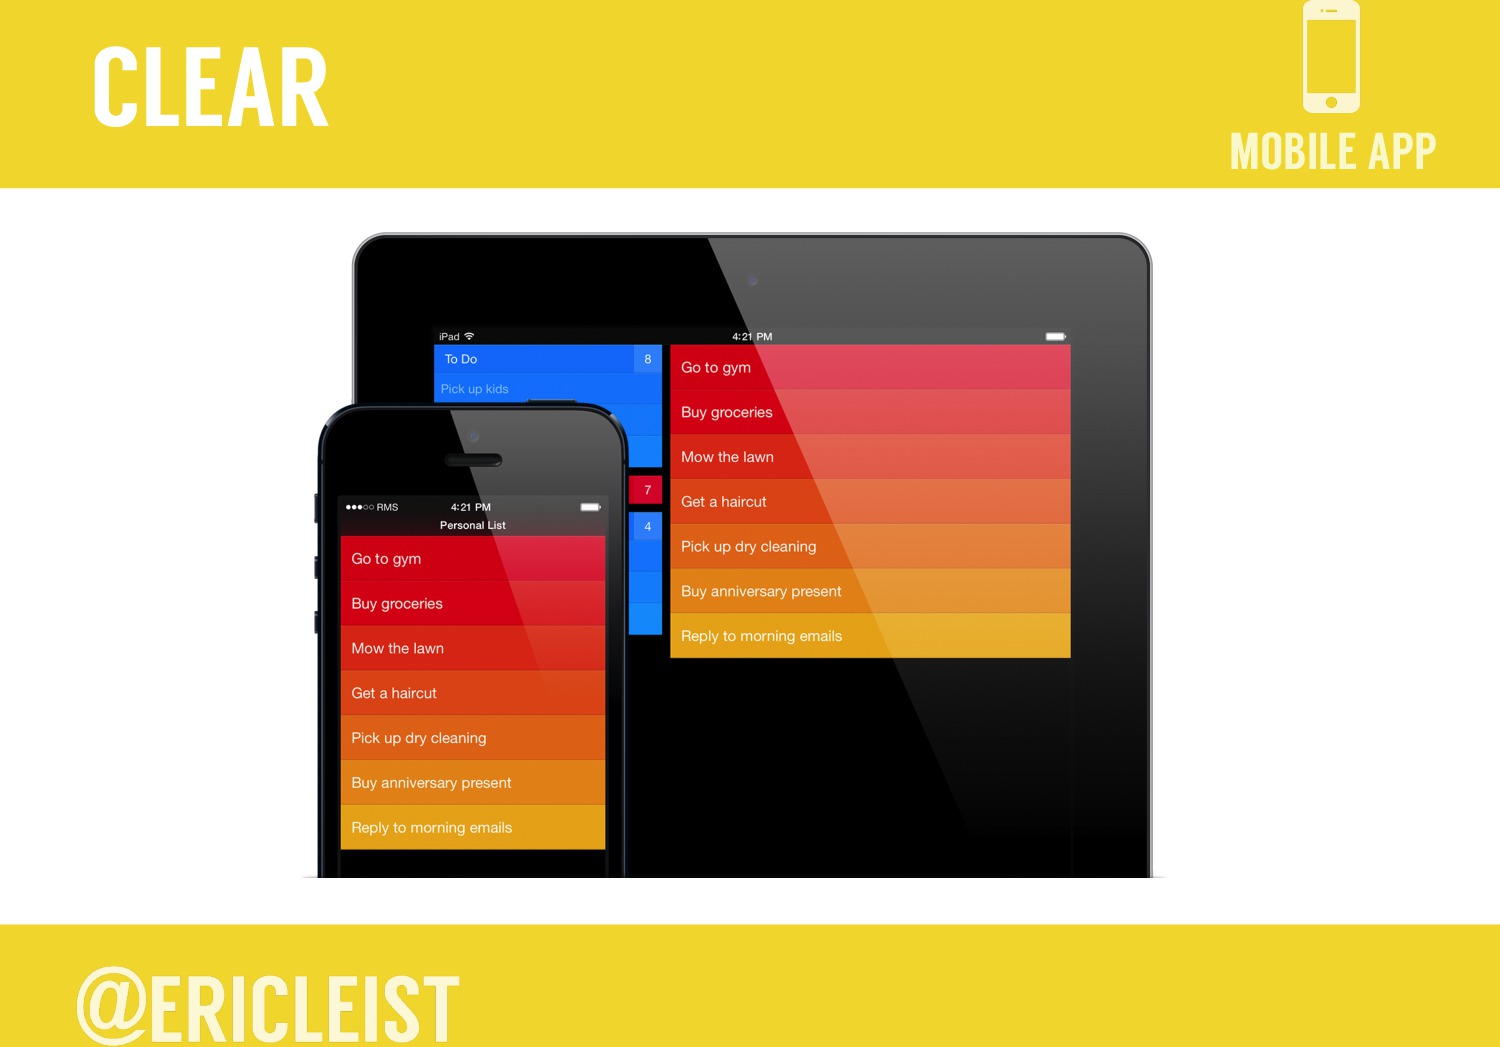 CLEAR
MOBILE APP
iPad
4:21 PM
To Do 8
Pick up kids
7
4
Go to gym
Buy groceries
Mow the lawn
Get a haircut
Pick up dry cleaning
Buy anniversary present
Reply to morning emails
RMS 4:21 PM
Personal List
Go to gym
Buy groceries
Mow the lawn
Get a haircut
Pick up dry cleaning
Buy anniversary present
Reply to morning emails
@ERICLEIST